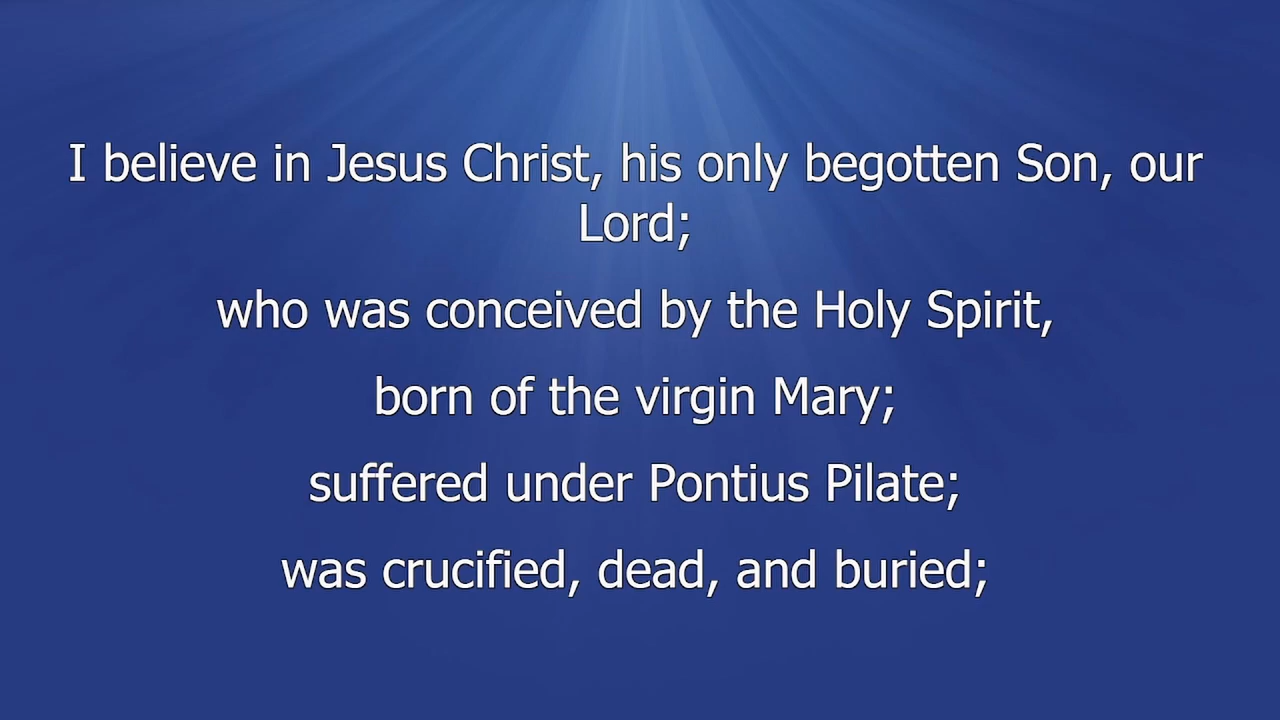 I believe in Jesus Christ, his only begotten Son, our
Lord;
who was conceived by the Holy Spirit,
born of the virgin Mary;
suffered under Pontius Pilate;
was crucified, dead, and buried;